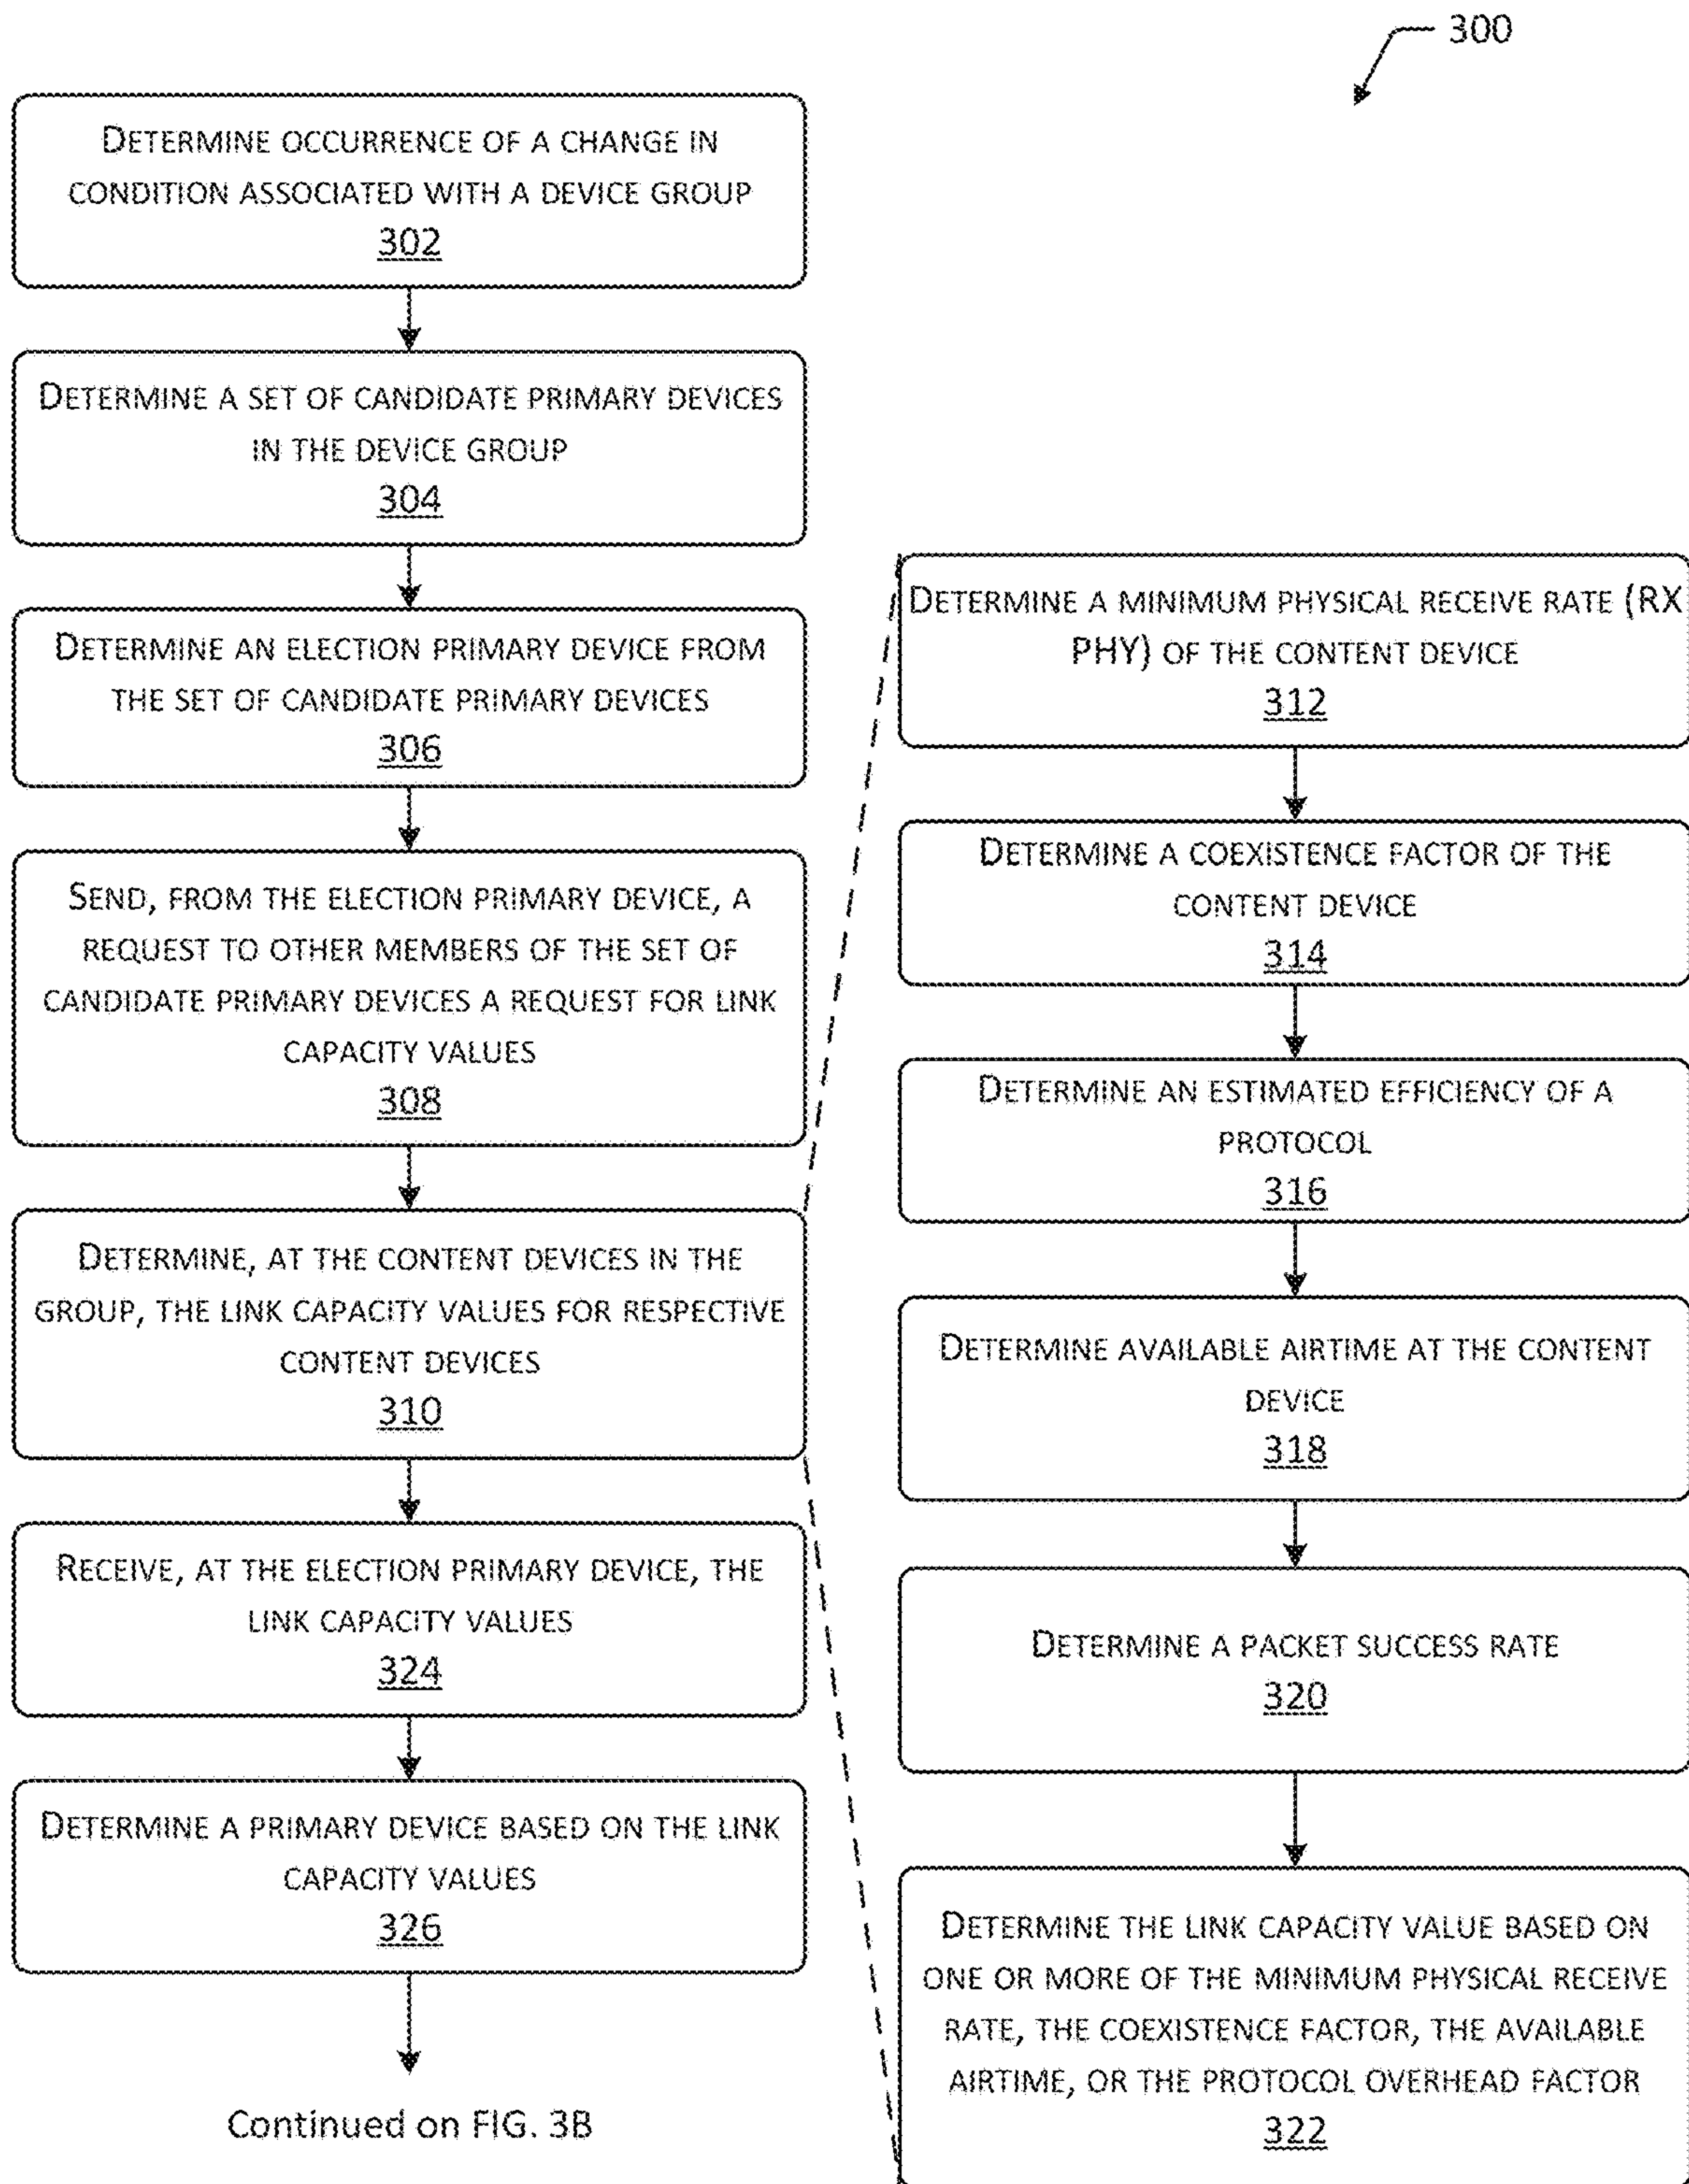 300
DETERMINE OCCURRENCE OF A CHANGE IN
CONDITION ASSOCIATED WITH A DEVICE GROUP
302
DETERMINE A SET OF CANDIDATE PRIMARY DEVICES
IN THE DEVICE GROUP
304
DETERMINE AN ELECTION PRIMARY DEVICE FROM
THE SET OF CANDIDATE PRIMARY DEVICES
306
SEND, FROM THE ELECTION PRIMARY DEVICE, A
REQUEST TO OTHER MEMBERS OF THE SET OF
CANDIDATE PRIMARY DEVICES A REQUEST FOR LINK
CAPACITY VALUES
308
DETERMINE, AT THE CONTENT DEVICES IN THE
GROUP, THE LINK CAPACITY VALUES FOR RESPECTIVE
CONTENT DEVICES
310
RECEIVE, AT THE ELECTION PRIMARY DEVICE, THE
LINK CAPACITY VALUES
324
DETERMINE A PRIMARY DEVICE BASED ON THE LINK
CAPACITY VALUES
326
Continued on FIG. 3B
DETERMINE A MINIMUM PHYSICAL RECEIVE RATE (RX
PHY) OF THE CONTENT DEVICE
312
DETERMINE A COEXISTENCE FACTOR OF THE
CONTENT DEVICE
314
DETERMINE AN ESTIMATED EFFICIENCY OF A
PROTOCOL
316
DETERMINE AVAILABLE AIRTIME AT THE CONTENT
DEVICE
318
DETERMINE A PACKET SUCCESS RATE
320
DETERMINE THE LINK CAPACITY VALUE BASED ON
ONE OR MORE OF THE MINIMUM PHYSICAL RECEIVE
RATE, THE COEXISTENCE FACTOR, THE AVAILABLE
AIRTIME, OR THE PROTOCOL OVERHEAD FACTOR
322